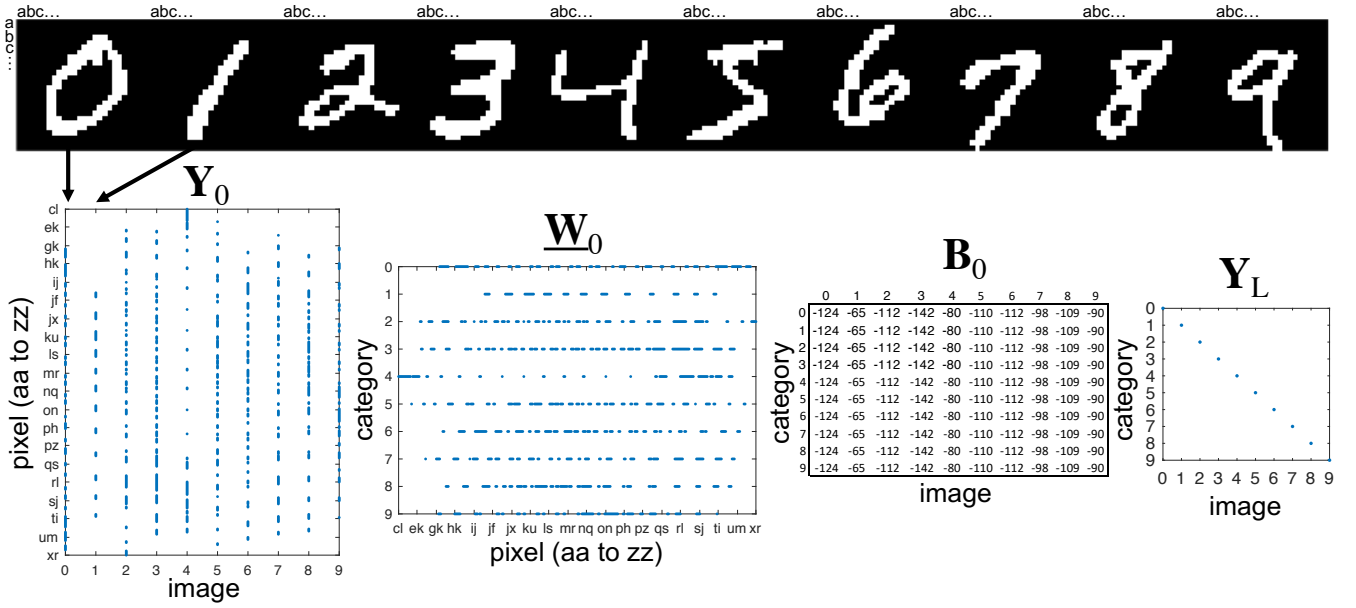 abc… abc… abc… abc… abc… abc… abc… abc… abc… abc…
a
b
c
…
0 1 2 3 4 5 6 7 8 9
Y0
cl
ek
gk
hk
ij
jf
jx
ku
ls
mr
nq
on
ph
pz
qs
rl
sj
ti
um
xr
pixel (aa to zz)
0 1 2 3 4 5 6 7 8 9
image
W0
0
1
2
3
4
5
6
7
8
9
category
cl ek gk hk ij jf jx ku ls mr nq on ph pz qs rl sj ti um xr
pixel (aa to zz)
B0
0 1 2 3 4 5 6 7 8 9
0 -124 -65 -112 -142 -80 -110 -112 -98 -109 -90
1 -124 -65 -112 -142 -80 -110 -112 -98 -109 -90
2 -124 -65 -112 -142 -80 -110 -112 -98 -109 -90
3 -124 -65 -112 -142 -80 -110 -112 -98 -109 -90
4 -124 -65 -112 -142 -80 -110 -112 -98 -109 -90
5 -124 -65 -112 -142 -80 -110 -112 -98 -109 -90
6 -124 -65 -112 -142 -80 -110 -112 -98 -109 -90
7 -124 -65 -112 -142 -80 -110 -112 -98 -109 -90
8 -124 -65 -112 -142 -80 -110 -112 -98 -109 -90
9 -124 -65 -112 -142 -80 -110 -112 -98 -109 -90
category
image
YL
0
1
2
3
4
5
6
7
8
9
category
0 1 2 3 4 5 6 7 8 9
image